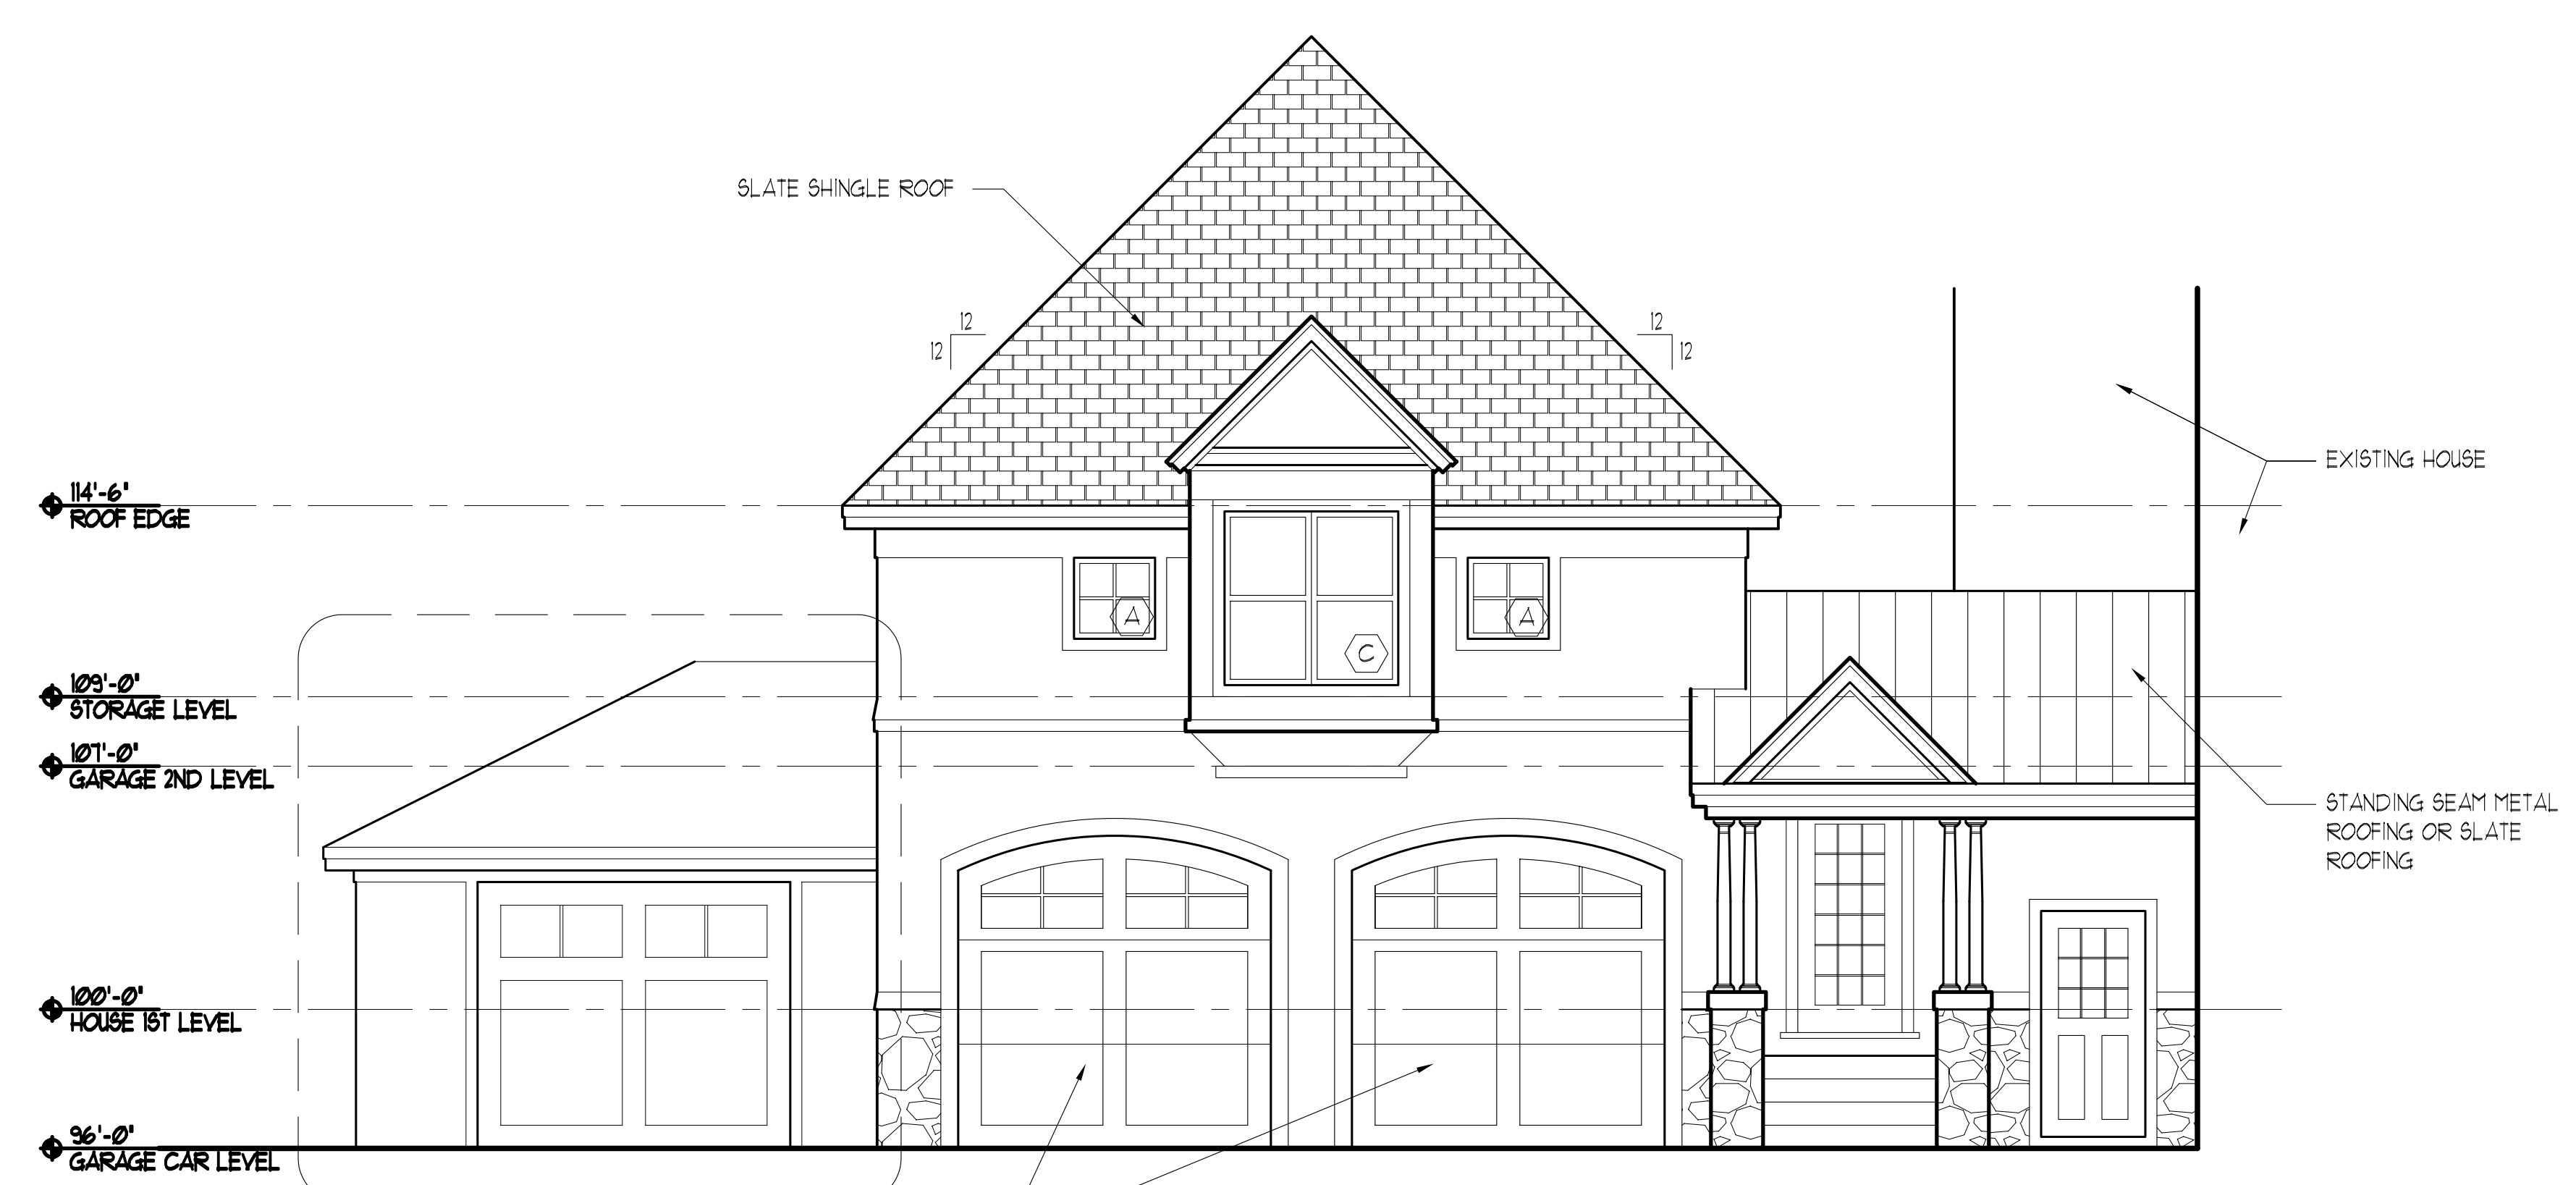 SLATE SHINGLE ROOF
12
12
12
12
EXISTING HOUSE
114'-6"
ROOF EDGE
A
A
C
109'-0"
STORAGE LEVEL
107'-0"
GARAGE 2ND LEVEL
STANDING SEAM METAL
ROOFING OR SLATE
ROOFING
100'-0"
HOUSE 1ST LEVEL
96'-0"
GARAGE CAR LEVEL